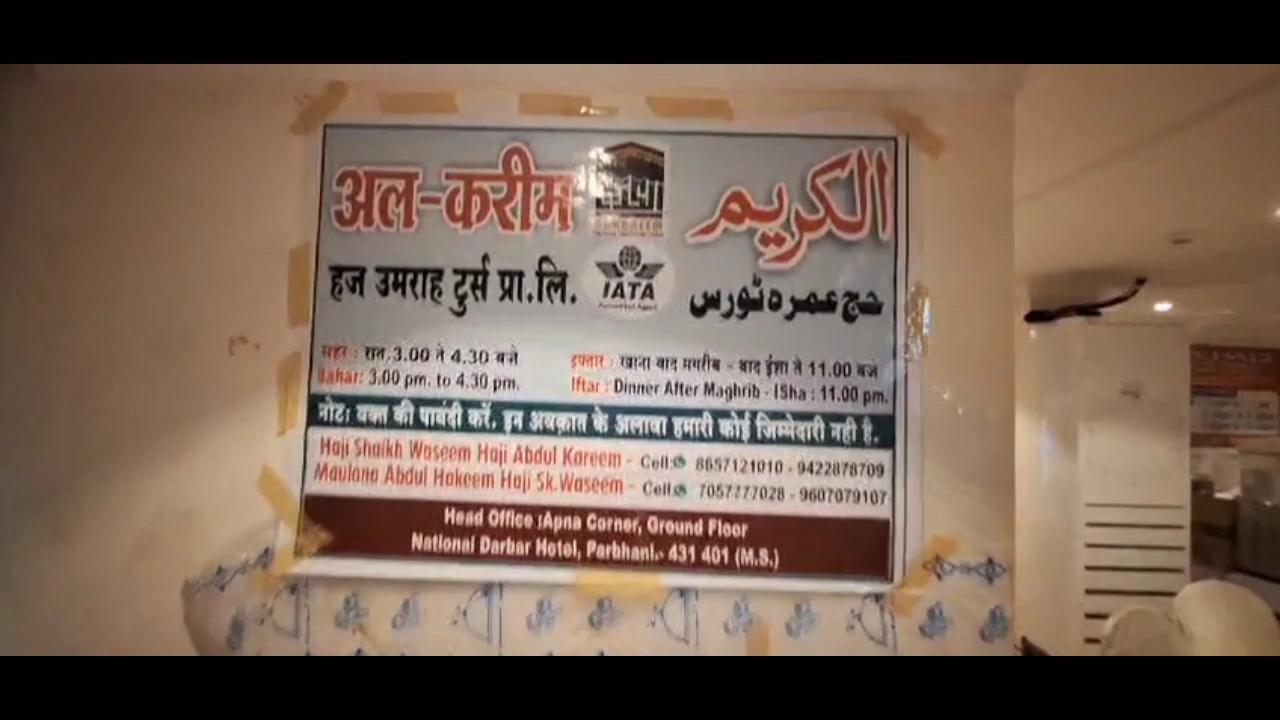 अल-करीम
الكريم
हज उमराह टुर्स प्रा.लि.
IATA
حج عمرہ ٹورس
सहर : रात 3.00 ते 4.30 बजे
इफ्तार : खाना बाद मगरीब - बाद ईशा ते 11.00 बजे
Sahar: 3.00 pm. to 4.30 pm.
Iftar : Dinner After Maghrib - ISha : 11.00 pm.
नोट: वक्त की पाबंदी करें, इन अवकात के अलावा हमारी कोई जिम्मेदारी नही है.
Haji Shaikh Waseem Haji Abdul Kareem - Cell: 8657121010 - 9422878709
Maulana Abdul Hakeem Haji Sk.Waseem - Cell: 7057777028 - 9607079107
Head Office :Apna Corner, Ground Floor
National Darbar Hotel, Parbhani.- 431 401 (M.S.)